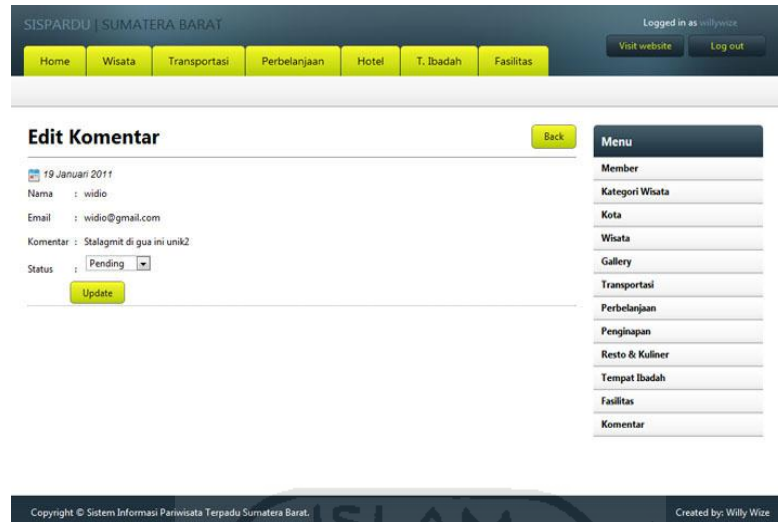 SISPARDU | SUMATERA BARAT
Logged in as willywize
Visit website Log out
Home Wisata Transportasi Perbelanjaan Hotel T. Ibadah Fasilitas
Edit Komentar
Back
19 Januari 2011
Nama : widio
Email : widio@gmail.com
Komentar : Stalagmit di gua ini unik2
Status : Pending
Update
Menu
Member
Kategori Wisata
Kota
Wisata
Gallery
Transportasi
Perbelanjaan
Penginapan
Resto & Kuliner
Tempat Ibadah
Fasilitas
Komentar
ISLAM
Copyright © Sistem Informasi Pariwisata Terpadu Sumatera Barat.
Created by: Willy Wize